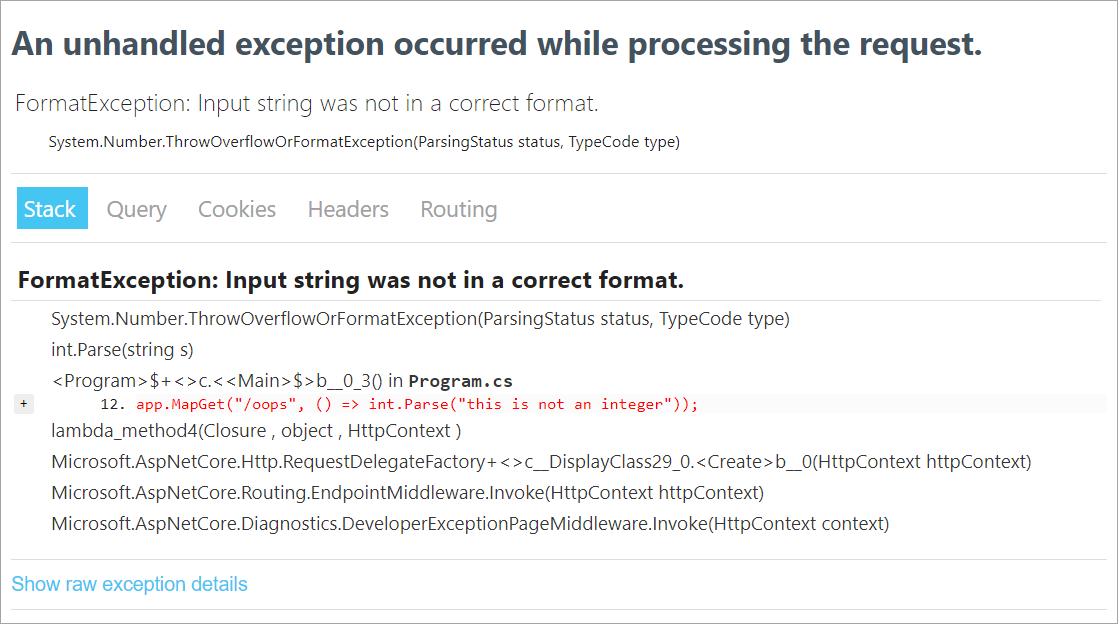 An unhandled exception occurred while processing the request.
FormatException: Input string was not in a correct format.
System.Number.ThrowOverflowOrFormatException(ParsingStatus status, TypeCode type)
Stack Query Cookies Headers Routing
FormatException: Input string was not in a correct format.
System.Number.ThrowOverflowOrFormatException(ParsingStatus status, TypeCode type)
int.Parse(string s)
<Program>$+<>c.<<Main>$>b__0_3() in Program.cs
+ 12. app.MapGet("/oops", () => int.Parse("this is not an integer"));
lambda_method4(Closure , object , HttpContext )
Microsoft.AspNetCore.Http.RequestDelegateFactory+<>c__DisplayClass29_0.<Create>b__0(HttpContext httpContext)
Microsoft.AspNetCore.Routing.EndpointMiddleware.Invoke(HttpContext httpContext)
Microsoft.AspNetCore.Diagnostics.DeveloperExceptionPageMiddleware.Invoke(HttpContext context)
Show raw exception details